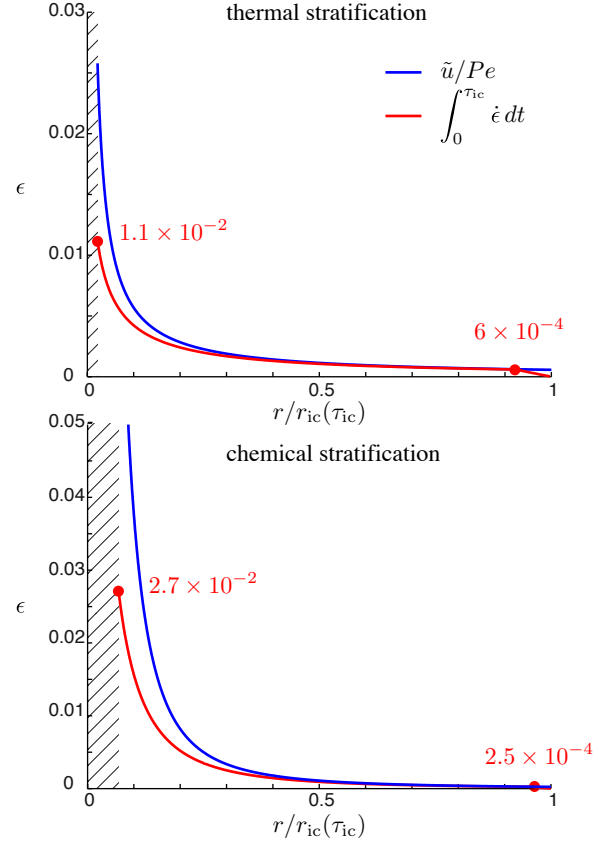 thermal stratification
0.03
0.02
0.01
0
ϵ
ũ/Pe
∫₀^{τ_ic} ϵ̇ dt
1.1 × 10⁻²
6 × 10⁻⁴
0
0.5
1
r/r_ic(τ_ic)
chemical stratification
0.05
0.04
0.03
0.02
0.01
0
ϵ
2.7 × 10⁻²
2.5 × 10⁻⁴
0
0.5
1
r/r_ic(τ_ic)